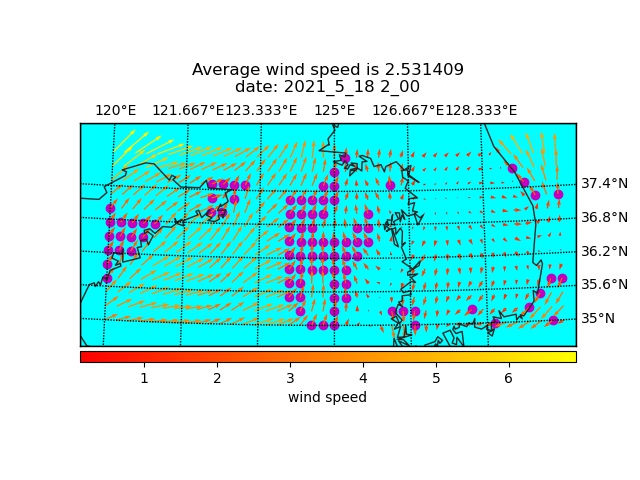 Average wind speed is 2.531409
date: 2021_5_18 2_00
120°E 121.667°E 123.333°E 125°E 126.667°E 128.333°E
37.4°N
36.8°N
36.2°N
35.6°N
35°N
1 2 3 4 5 6
wind speed